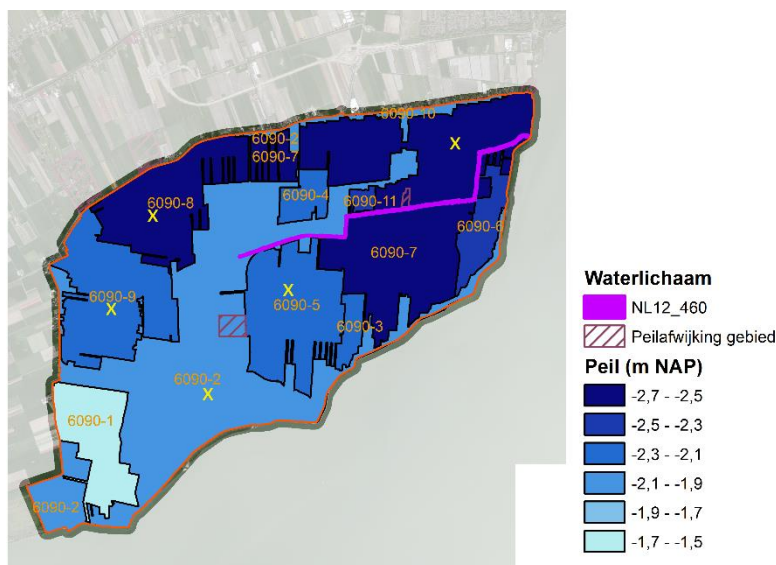 6090-10
6090-2
6090-7
X
6090-4
6090-8
X
6090-11
6090-6
6090-7
6090-9
X
X
6090-5
6090-3
6090-2
X
6090-1
6090-2
Waterlichaam
NL12_460
Peilafwijking gebied
Peil (m NAP)
-2,7 - -2,5
-2,5 - -2,3
-2,3 - -2,1
-2,1 - -1,9
-1,9 - -1,7
-1,7 - -1,5